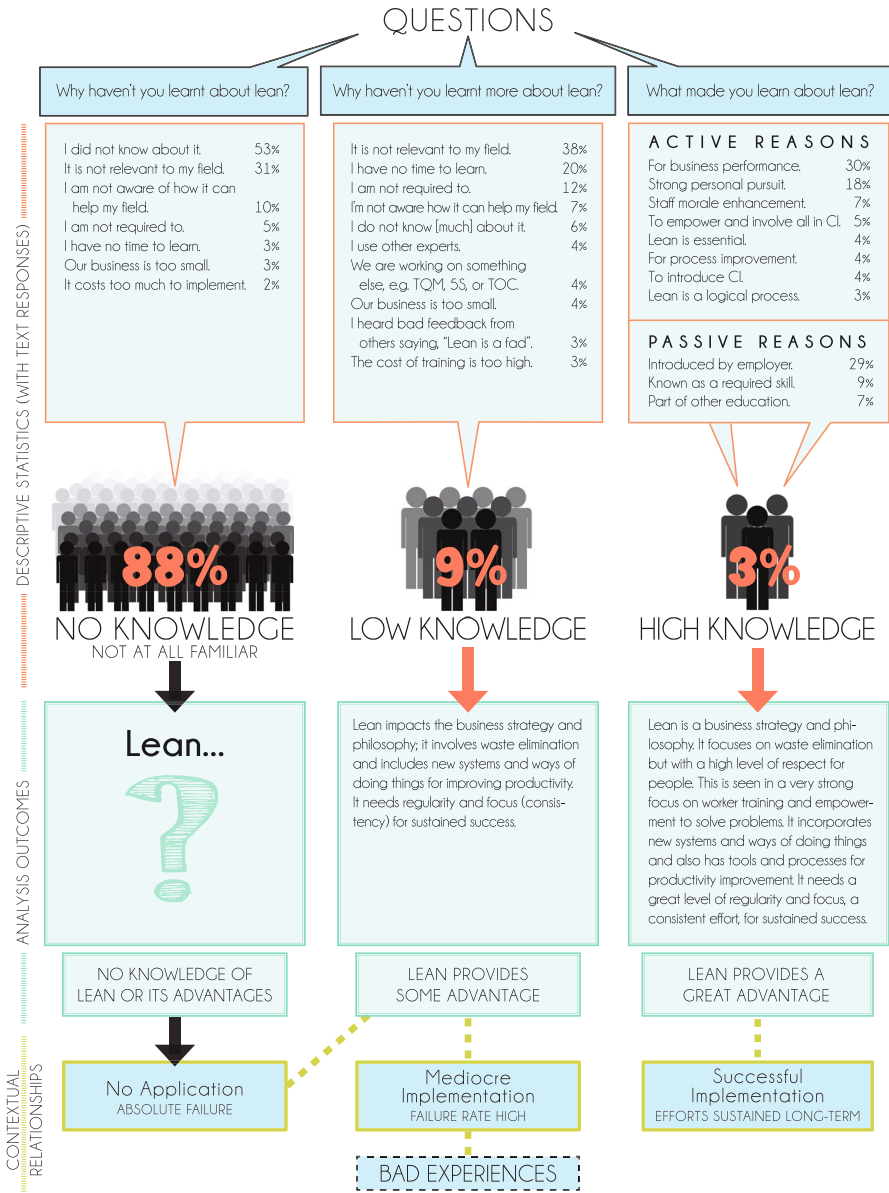 QUESTIONS
Why haven't you learnt about lean?
Why haven't you learnt more about lean?
What made you learn about lean?
DESCRIPTIVE STATISTICS (WITH TEXT RESPONSES)
I did not know about it. 53%
It is not relevant to my field. 31%
I am not aware of how it can
help my field. 10%
I am not required to. 5%
I have no time to learn. 3%
Our business is too small. 3%
It costs too much to implement. 2%
It is not relevant to my field. 38%
I have no time to learn. 20%
I am not required to. 12%
I'm not aware how it can help my field. 7%
I do not know [much] about it. 6%
I use other experts. 4%
We are working on something
else, e.g. TQM, 5S, or TOC. 4%
Our business is too small. 4%
I heard bad feedback from
others saying, "Lean is a fad". 3%
The cost of training is too high. 3%
ACTIVE REASONS
For business performance. 30%
Strong personal pursuit. 18%
Staff morale enhancement. 7%
To empower and involve all in CI. 5%
Lean is essential. 4%
For process improvement. 4%
To introduce CI. 4%
Lean is a logical process. 3%
PASSIVE REASONS
Introduced by employer. 29%
Known as a required skill. 9%
Part of other education. 7%
88%
NO KNOWLEDGE
NOT AT ALL FAMILIAR
9%
LOW KNOWLEDGE
3%
HIGH KNOWLEDGE
ANALYSIS OUTCOMES
Lean...
?
Lean impacts the business strategy and
philosophy; it involves waste elimination
and includes new systems and ways of
doing things for improving productivity.
It needs regularity and focus (consis-
tency) for sustained success.
Lean is a business strategy and phi-
losophy. It focuses on waste elimination
but with a high level of respect for
people. This is seen in a very strong
focus on worker training and empower-
ment to solve problems. It incorporates
new systems and ways of doing things
and also has tools and processes for
productivity improvement. It needs a
great level of regularity and focus, a
consistent effort, for sustained success.
NO KNOWLEDGE OF
LEAN OR ITS ADVANTAGES
LEAN PROVIDES
SOME ADVANTAGE
LEAN PROVIDES A
GREAT ADVANTAGE
CONTEXTUAL
RELATIONSHIPS
No Application
ABSOLUTE FAILURE
Mediocre
Implementation
FAILURE RATE HIGH
Successful
Implementation
EFFORTS SUSTAINED LONG-TERM
BAD EXPERIENCES